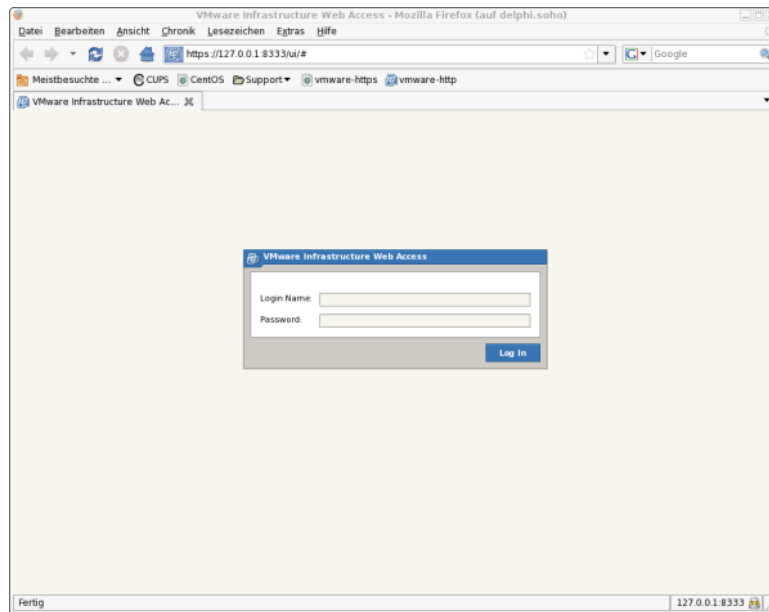 VMware Infrastructure Web Access - Mozilla Firefox (auf delphi.soho)
Datei Bearbeiten Ansicht Chronik Lesezeichen Extras Hilfe
https://127.0.0.1:8333/ui/# Google
Meistbesuchte ... CUPS CentOS Support vmware-https vmware-http
VMware Infrastructure Web Ac...
VMware Infrastructure Web Access
Login Name:
Password:
Log In
Fertig 127.0.0.1:8333